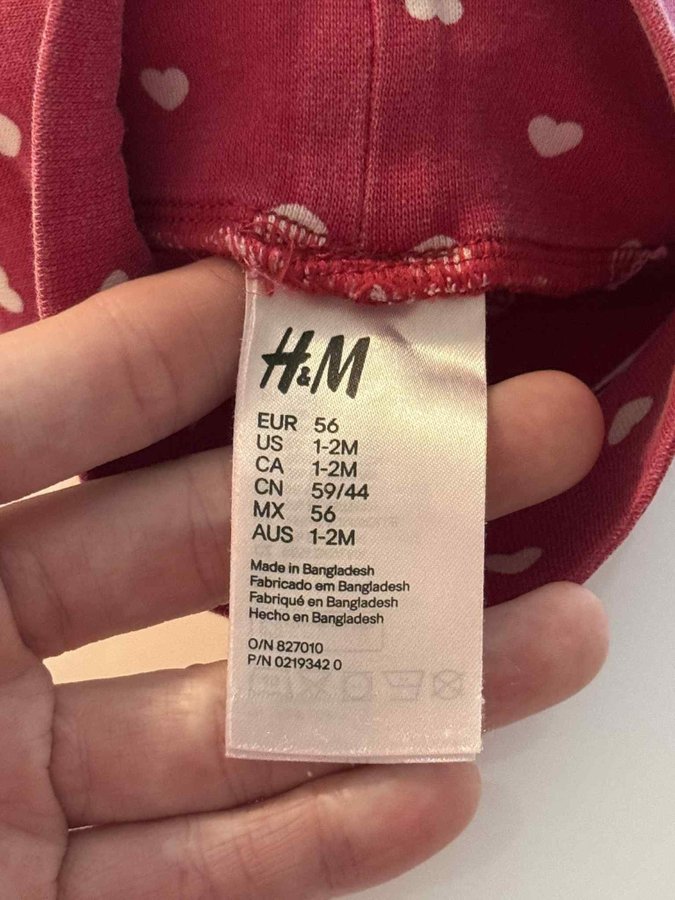 H&M
EUR 56
US 1-2M
CA 1-2M
CN 59/44
MX 56
AUS 1-2M
Made in Bangladesh
Fabricado em Bangladesh
Fabriqué en Bangladesh
Hecho en Bangladesh
O/N 827010
P/N 0219342 0